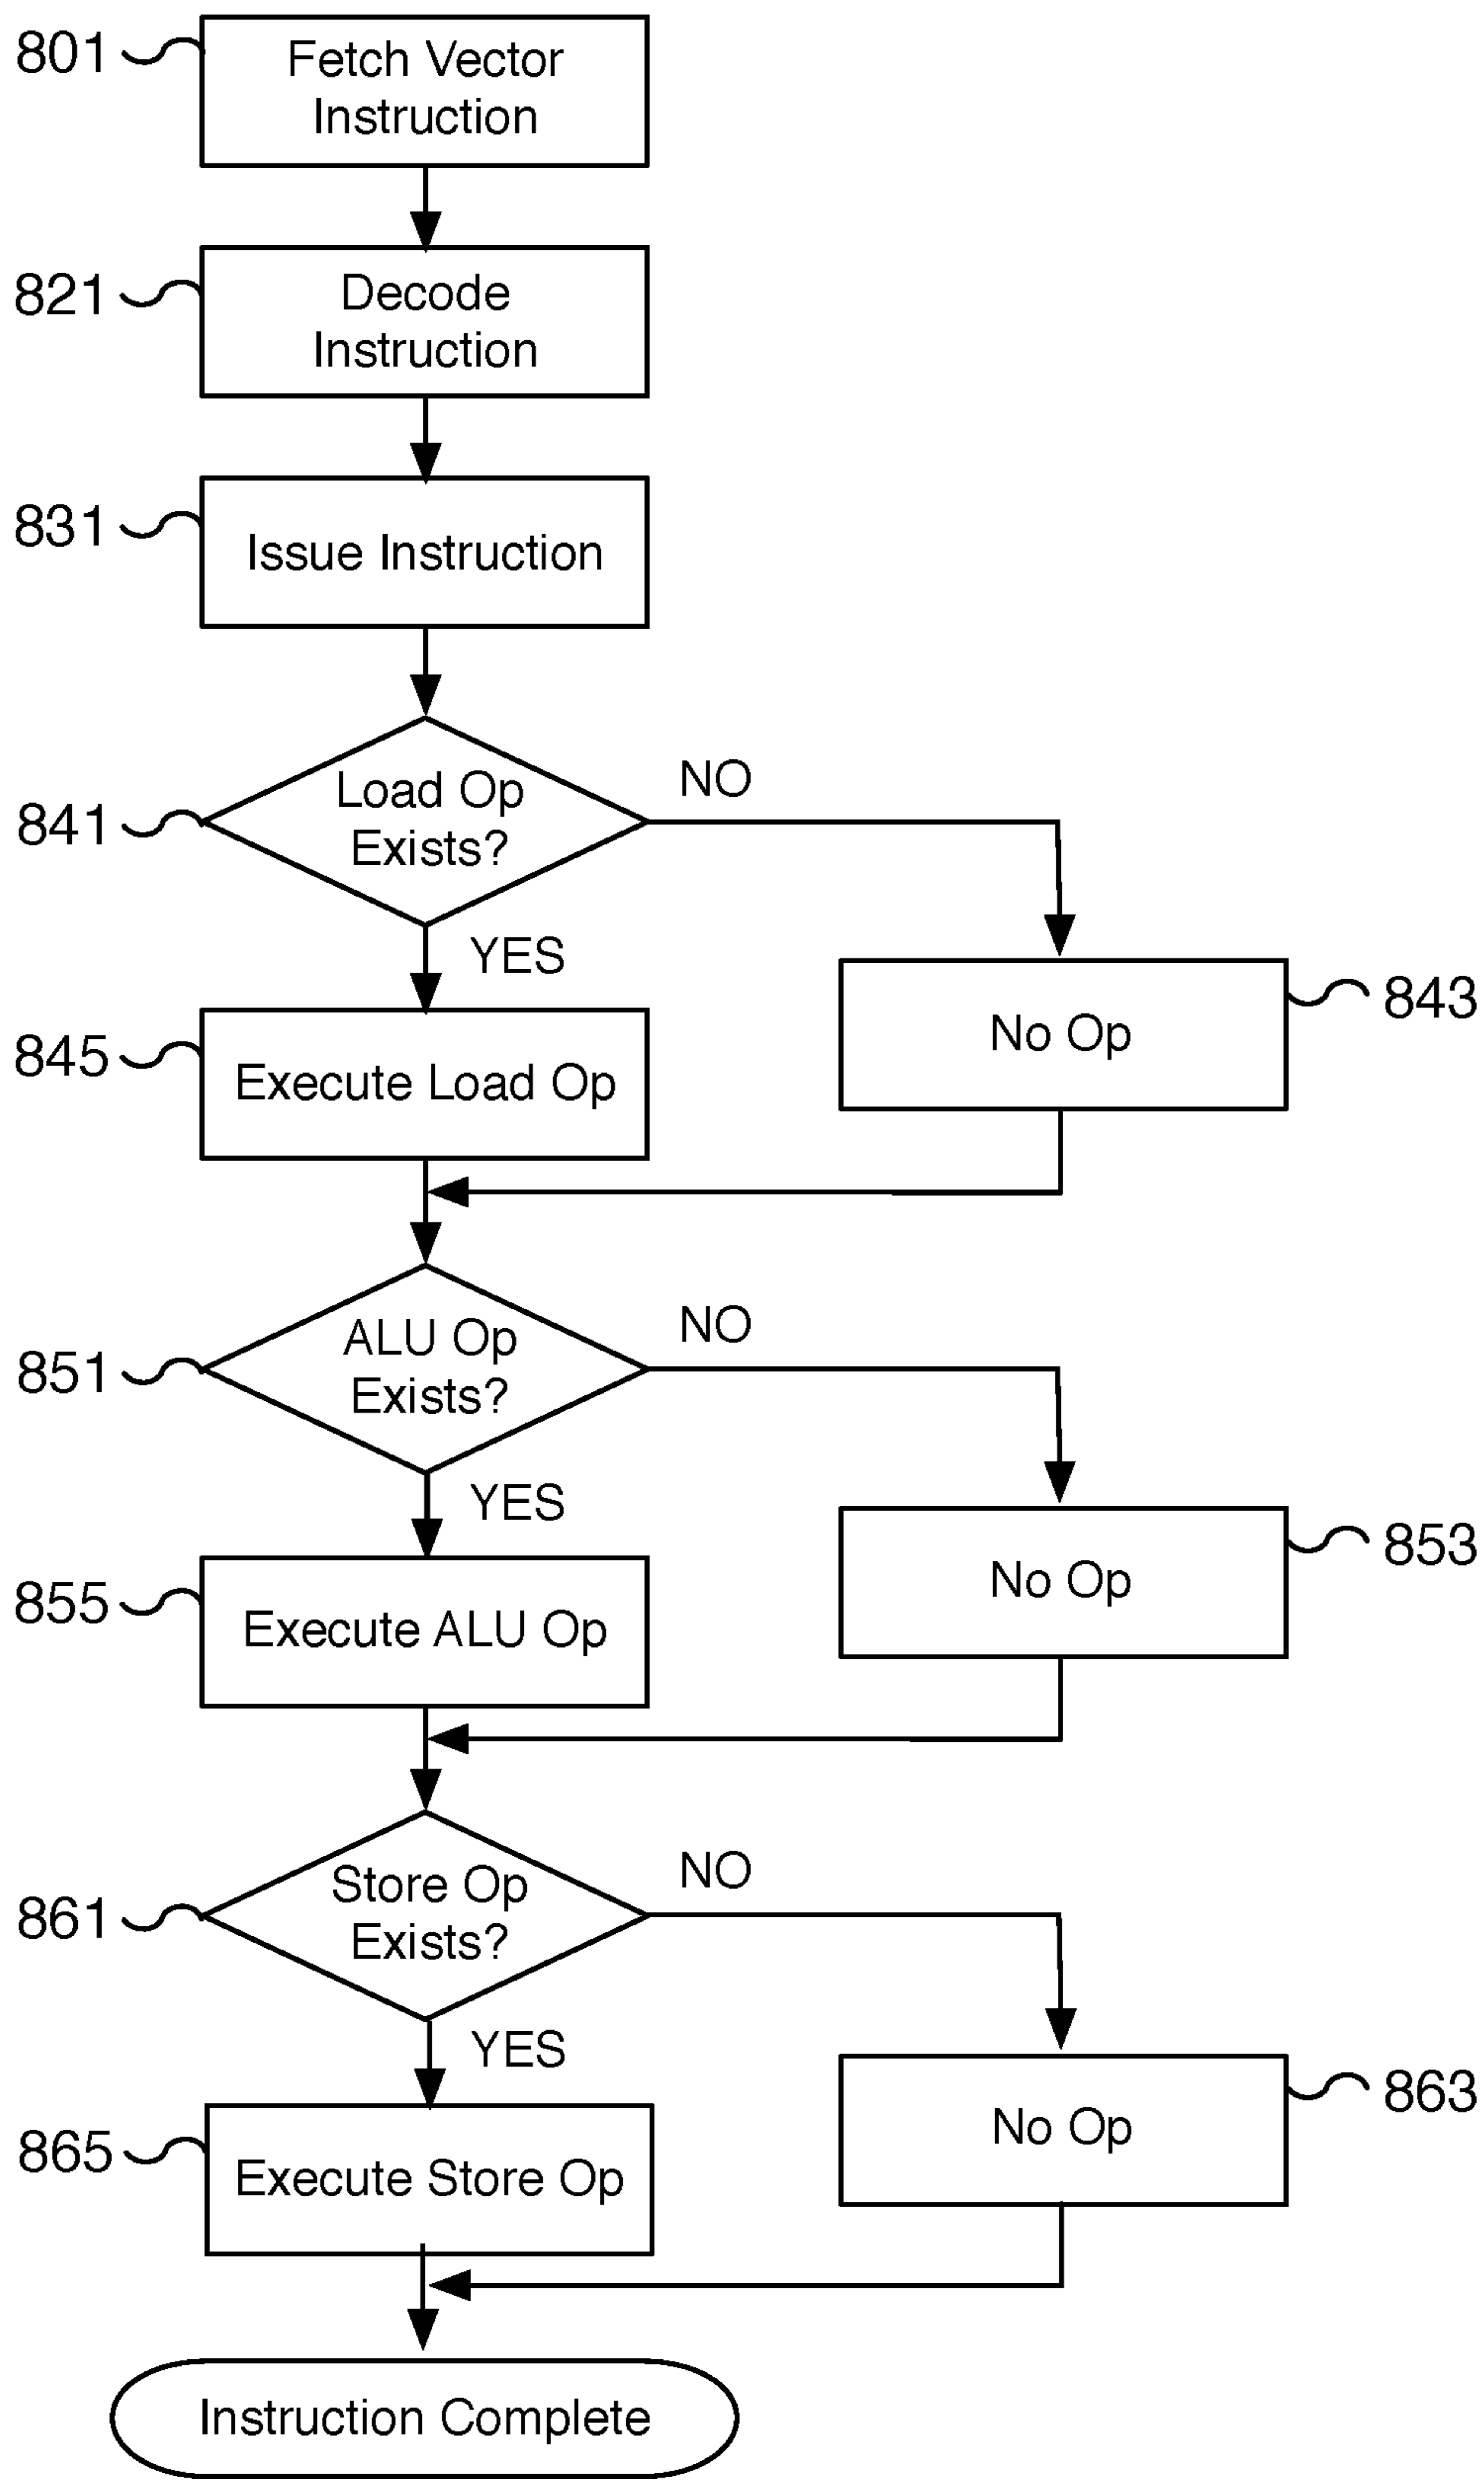 801
Fetch Vector
Instruction
821
Decode
Instruction
831
Issue Instruction
841
Load Op
Exists?
NO
YES
843
No Op
845
Execute Load Op
851
ALU Op
Exists?
NO
YES
853
No Op
855
Execute ALU Op
861
Store Op
Exists?
NO
YES
863
No Op
865
Execute Store Op
Instruction Complete